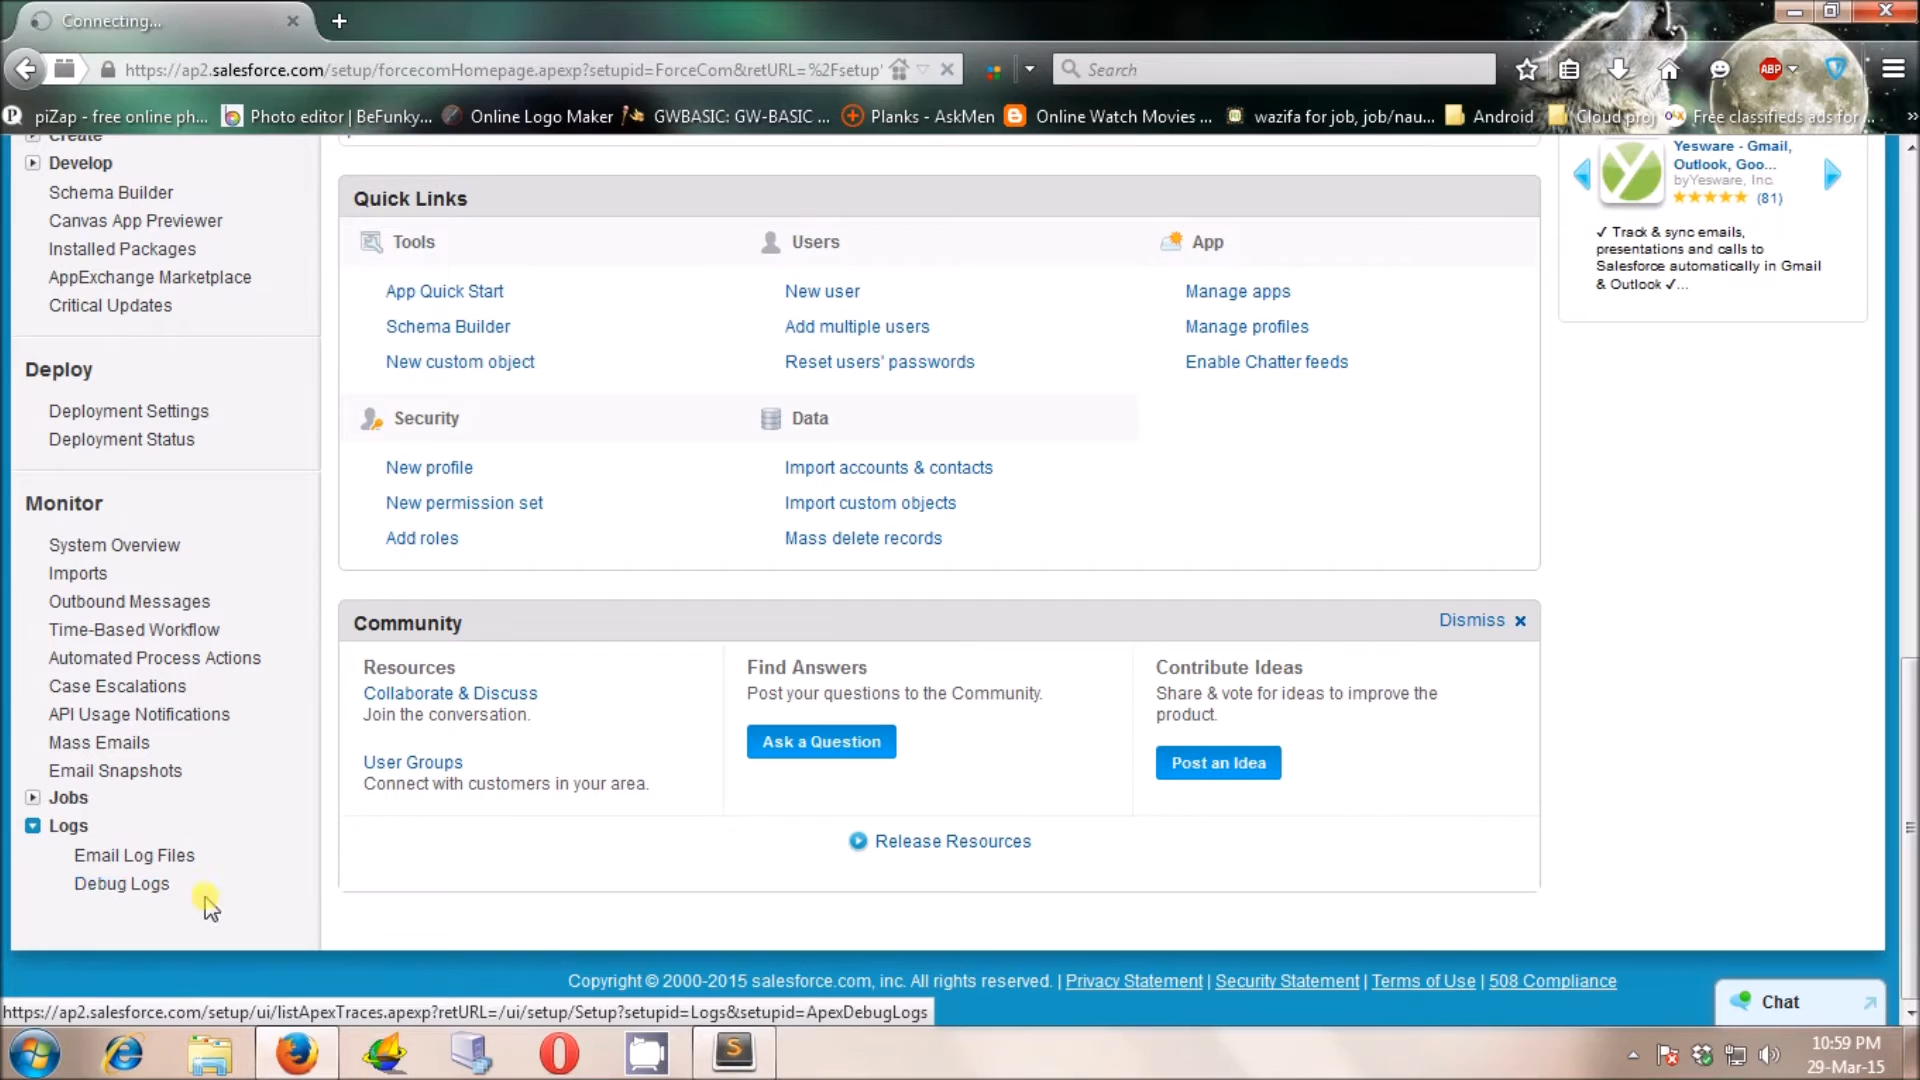 Connecting...
https://ap2.salesforce.com/setup/forcecomHomepage.apexp?setupid=ForceCom&retURL=%2Fsetup'
Search
ABP
piZap - free online ph...
Photo editor | BeFunky...
Online Logo Maker
GWBASIC: GW-BASIC ...
Planks - AskMen
Online Watch Movies ...
wazifa for job, job/nau...
Android
Cloud proj
Free classifieds ads for ...
Create
Develop
Schema Builder
Canvas App Previewer
Installed Packages
AppExchange Marketplace
Critical Updates
Deploy
Deployment Settings
Deployment Status
Monitor
System Overview
Imports
Outbound Messages
Time-Based Workflow
Automated Process Actions
Case Escalations
API Usage Notifications
Mass Emails
Email Snapshots
Jobs
Logs
Email Log Files
Debug Logs
Quick Links
Tools
App Quick Start
Schema Builder
New custom object
Users
New user
Add multiple users
Reset users' passwords
App
Manage apps
Manage profiles
Enable Chatter feeds
Security
New profile
New permission set
Add roles
Data
Import accounts & contacts
Import custom objects
Mass delete records
Community
Dismiss
Resources
Collaborate & Discuss
Join the conversation.
User Groups
Connect with customers in your area.
Find Answers
Post your questions to the Community.
Ask a Question
Contribute Ideas
Share & vote for ideas to improve the
product.
Post an Idea
Release Resources
Yesware - Gmail,
Outlook, Goo...
byYesware, Inc.
(81)
✓ Track & sync emails,
presentations and calls to
Salesforce automatically in Gmail
& Outlook ✓...
Copyright © 2000-2015 salesforce.com, inc. All rights reserved. | Privacy Statement | Security Statement | Terms of Use | 508 Compliance
Chat
https://ap2.salesforce.com/setup/ui/listApexTraces.apexp?retURL=/ui/setup/Setup?setupid=Logs&setupid=ApexDebugLogs
10:59 PM
29-Mar-15